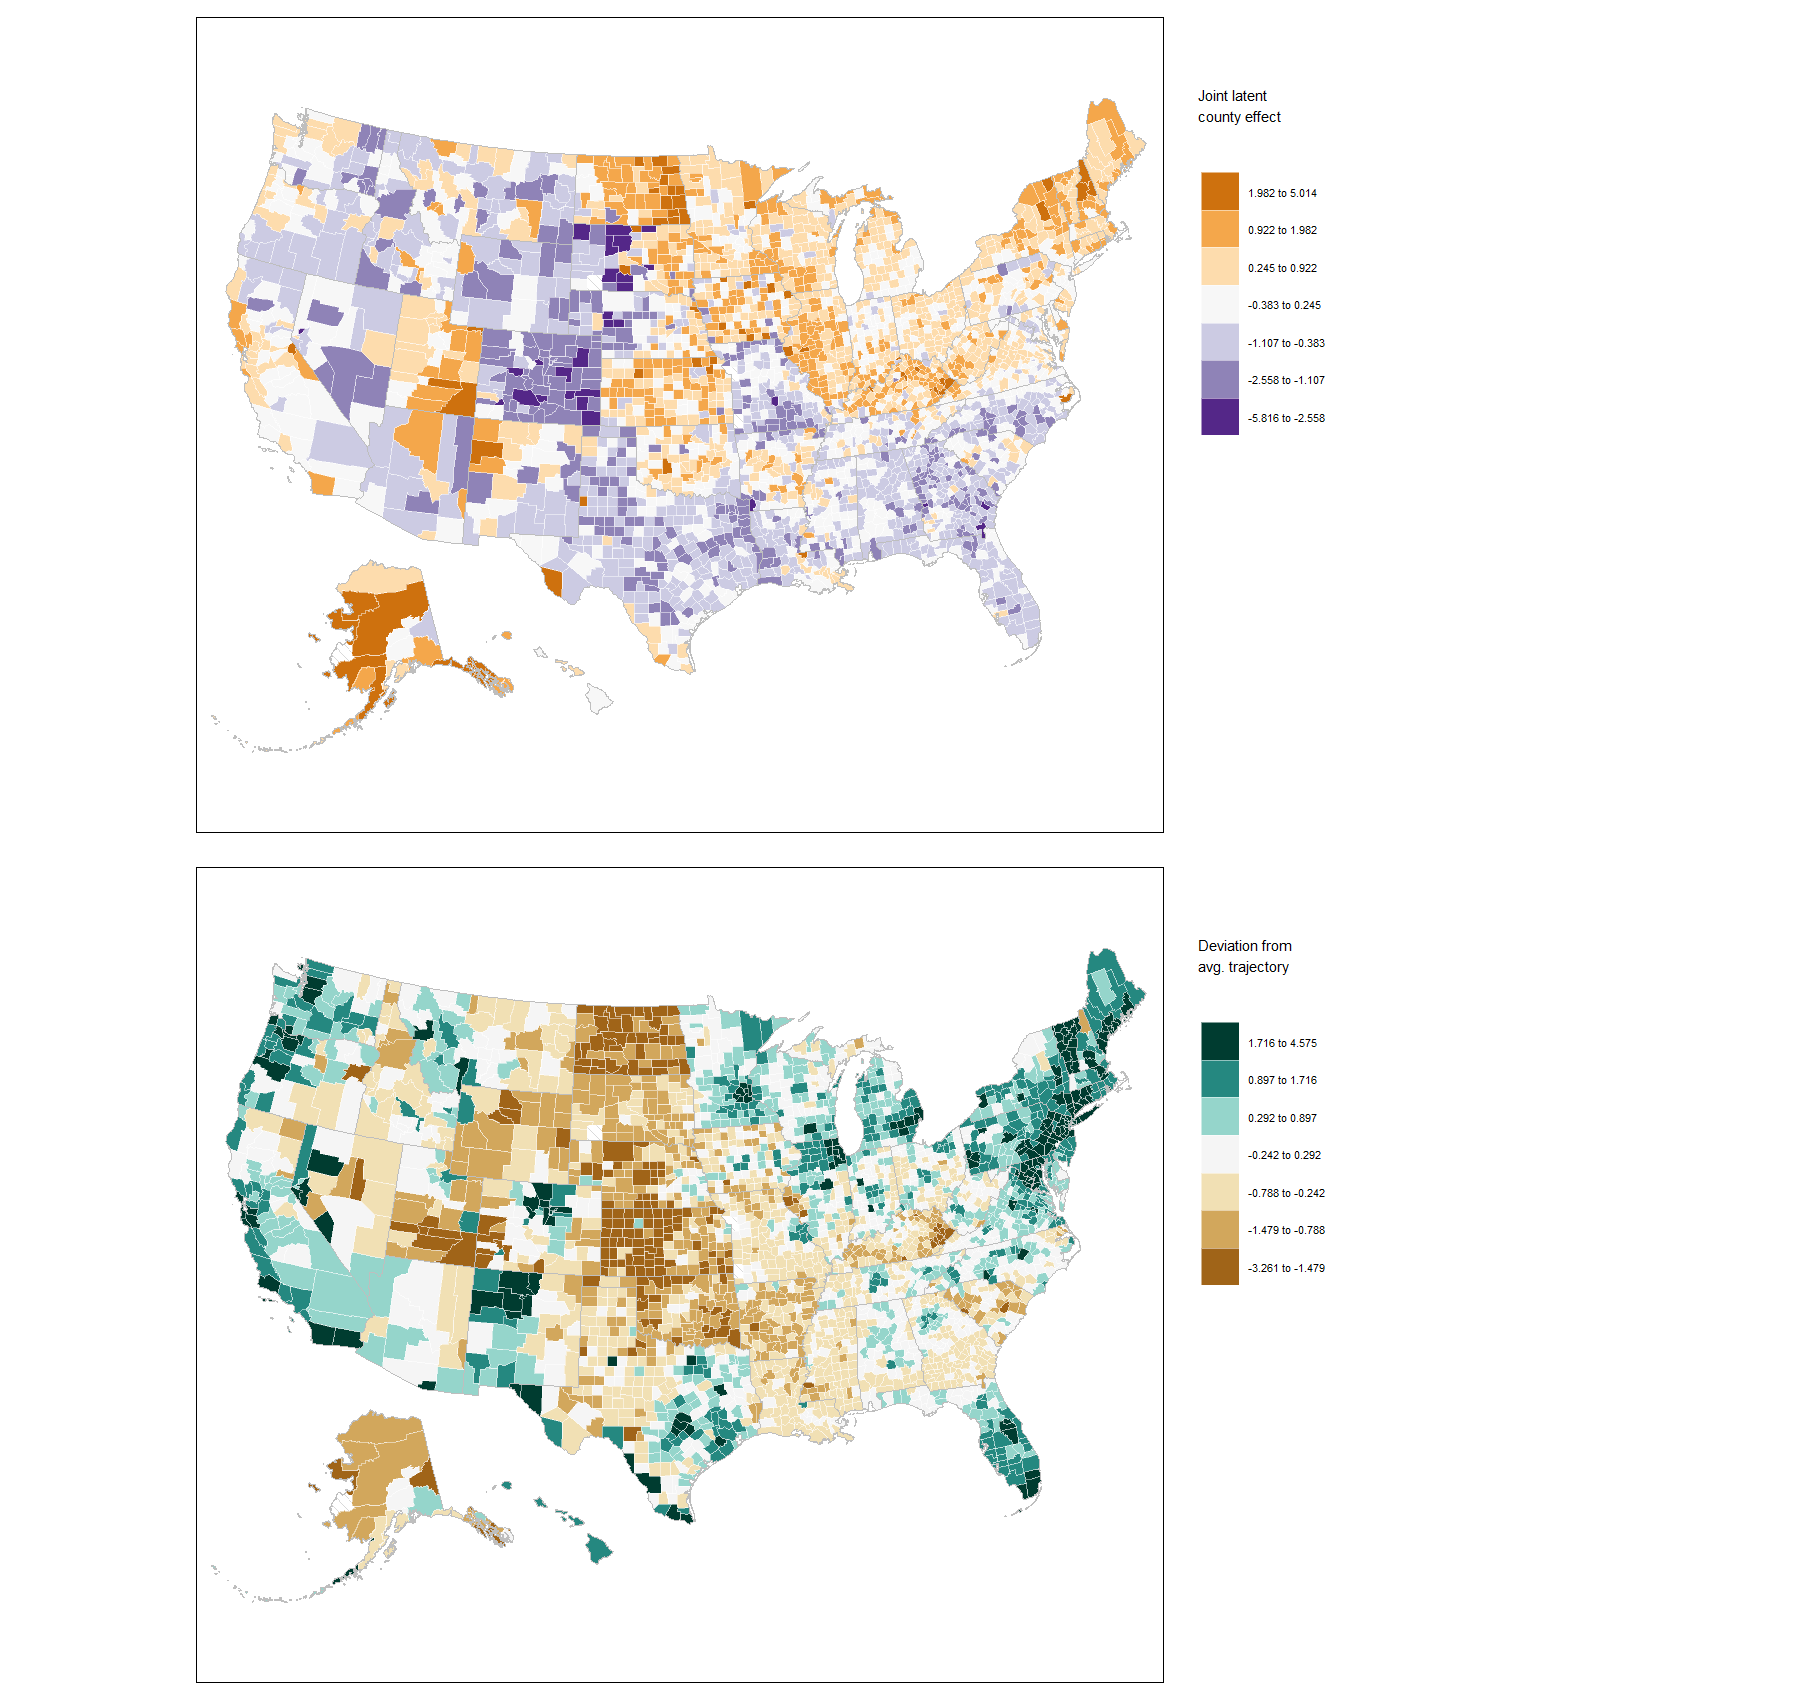 Joint latent
county effect
1.982 to 5.014
0.922 to 1.982
0.245 to 0.922
-0.383 to 0.245
-1.107 to -0.383
-2.558 to -1.107
-5.816 to -2.558
Deviation from
avg. trajectory
1.716 to 4.575
0.897 to 1.716
0.292 to 0.897
-0.242 to 0.292
-0.788 to -0.242
-1.479 to -0.788
-3.261 to -1.479